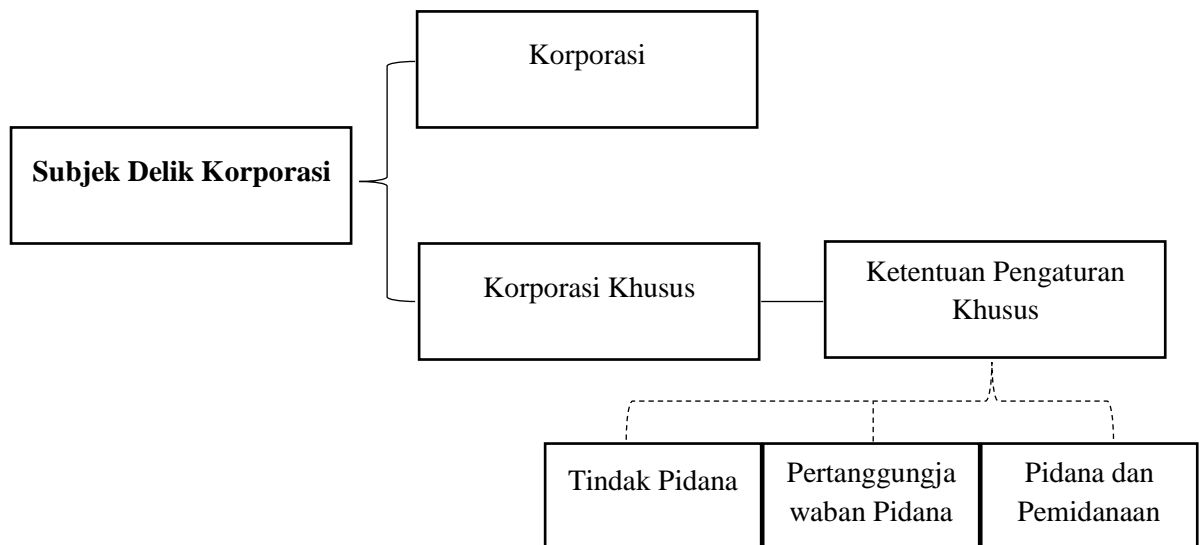 Korporasi
Subjek Delik Korporasi
Korporasi Khusus
Ketentuan Pengaturan
Khusus
Tindak Pidana
Pertanggungja
waban Pidana
Pidana dan
Pemidanaan